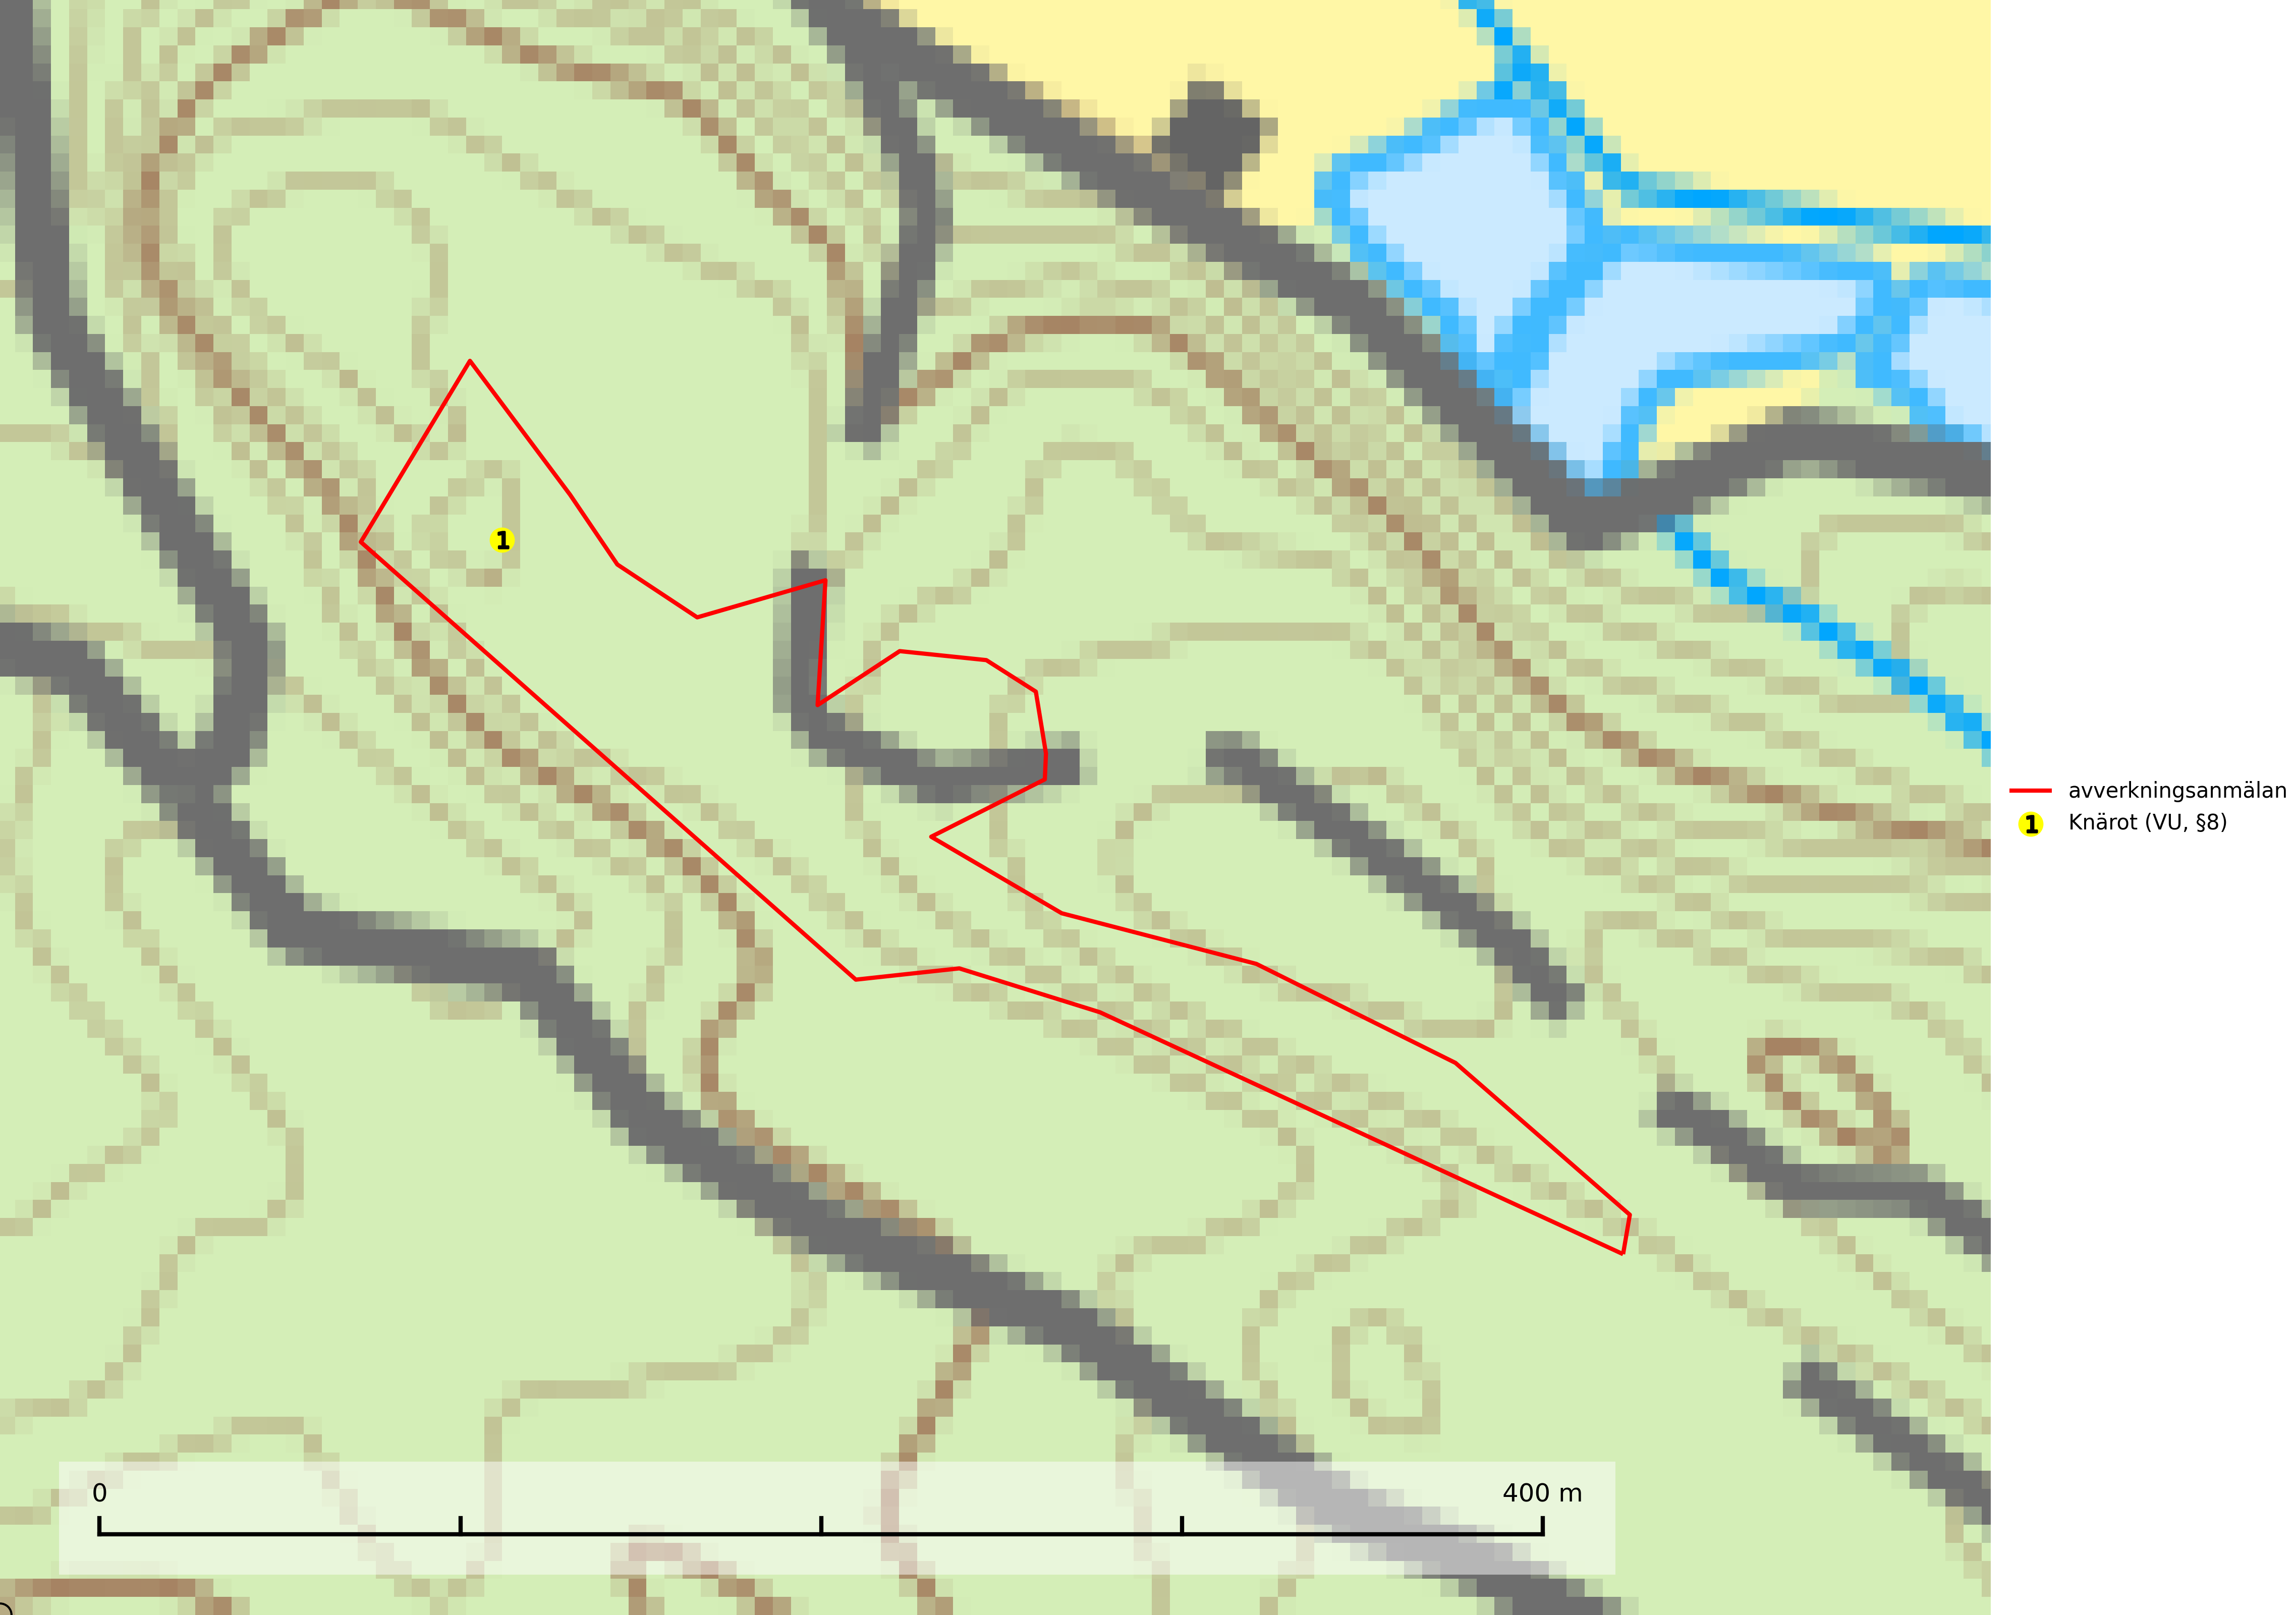 1
avverkningsanmälan
1 Knärot (VU, §8)
0 400 m